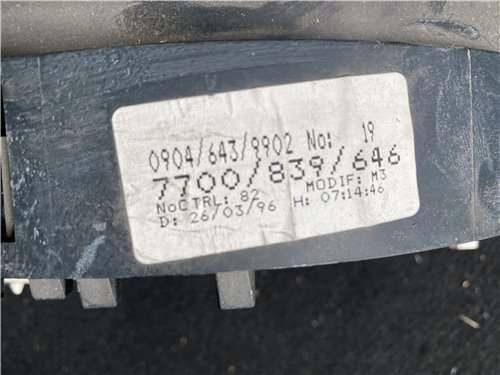 0904/643/9902 No: 19
7700/839/646
NoCTRL: 82 MODIF: M3
D: 26/03/96 H: 07:14:46